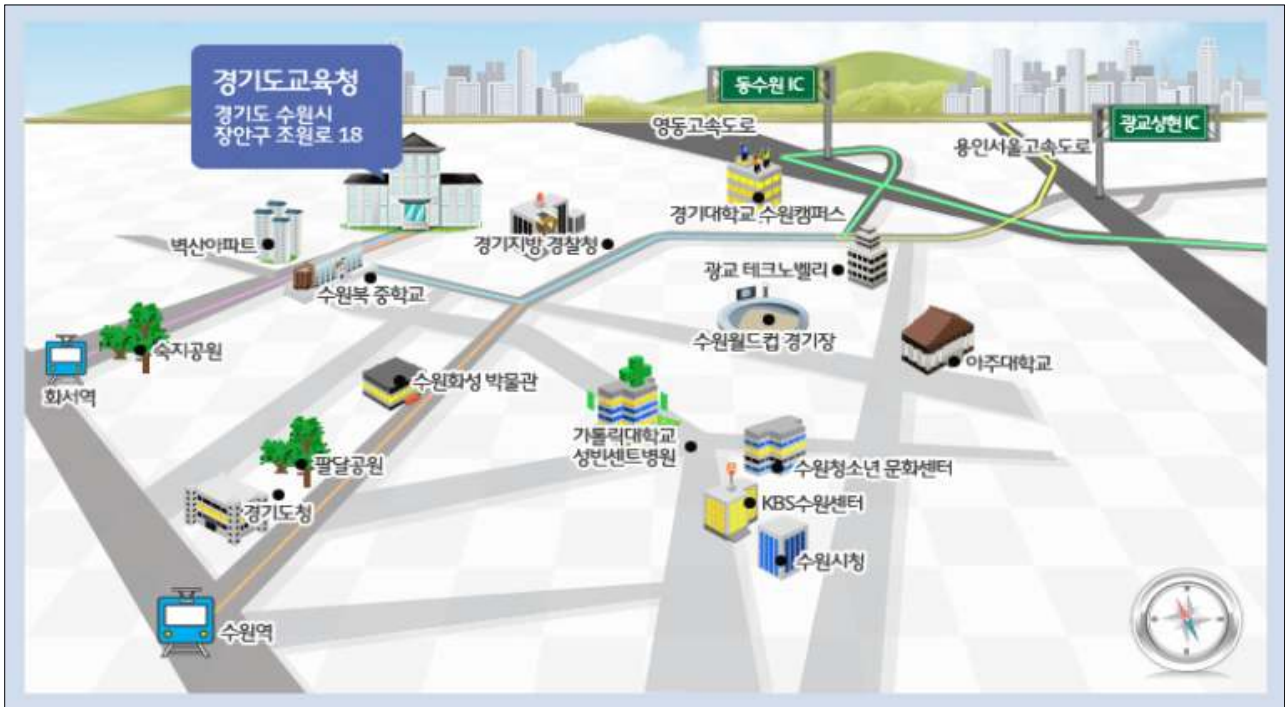 경기도교육청
경기도 수원시
장안구 조원로 18
동수원 IC
광교상현 IC
영동고속도로
용인서울고속도로
경기대학교 수원캠퍼스
벽산아파트
경기지방 경찰청
광교 테크노벨리
수원북 중학교
수원월드컵 경기장
숙지공원
아주대학교
화서역
수원화성 박물관
가톨릭대학교
성빈센트병원
팔달공원
수원청소년 문화센터
경기도청
KBS수원센터
수원시청
수원역